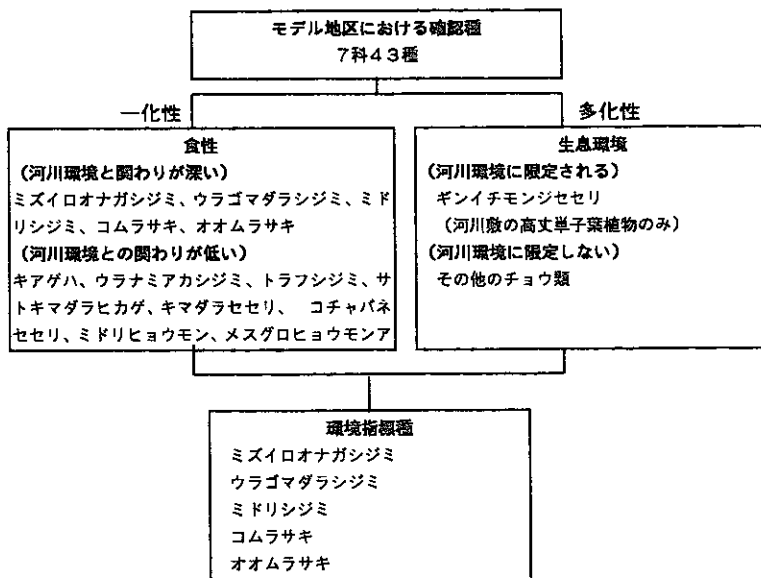 モデル地区における確認種
７科４３種
一化性
多化性
食性
（河川環境と関わりが深い）
ミズイロオナガシジミ、ウラゴマダラシジミ、ミド
リシジミ、コムラサキ、オオムラサキ
（河川環境との関わりが低い）
キアゲハ、ウラナミアカシジミ、トラフシジミ、サ
トキマダラヒカゲ、キマダラセセリ、 コチャバネ
セセリ、ミドリヒョウモン、メスグロヒョウモンア
生息環境
（河川環境に限定される）
ギンイチモンジセセリ
（河川敷の高丈単子葉植物のみ）
（河川環境に限定しない）
その他のチョウ類
環境指標種
ミズイロオナガシジミ
ウラゴマダラシジミ
ミドリシジミ
コムラサキ
オオムラサキ